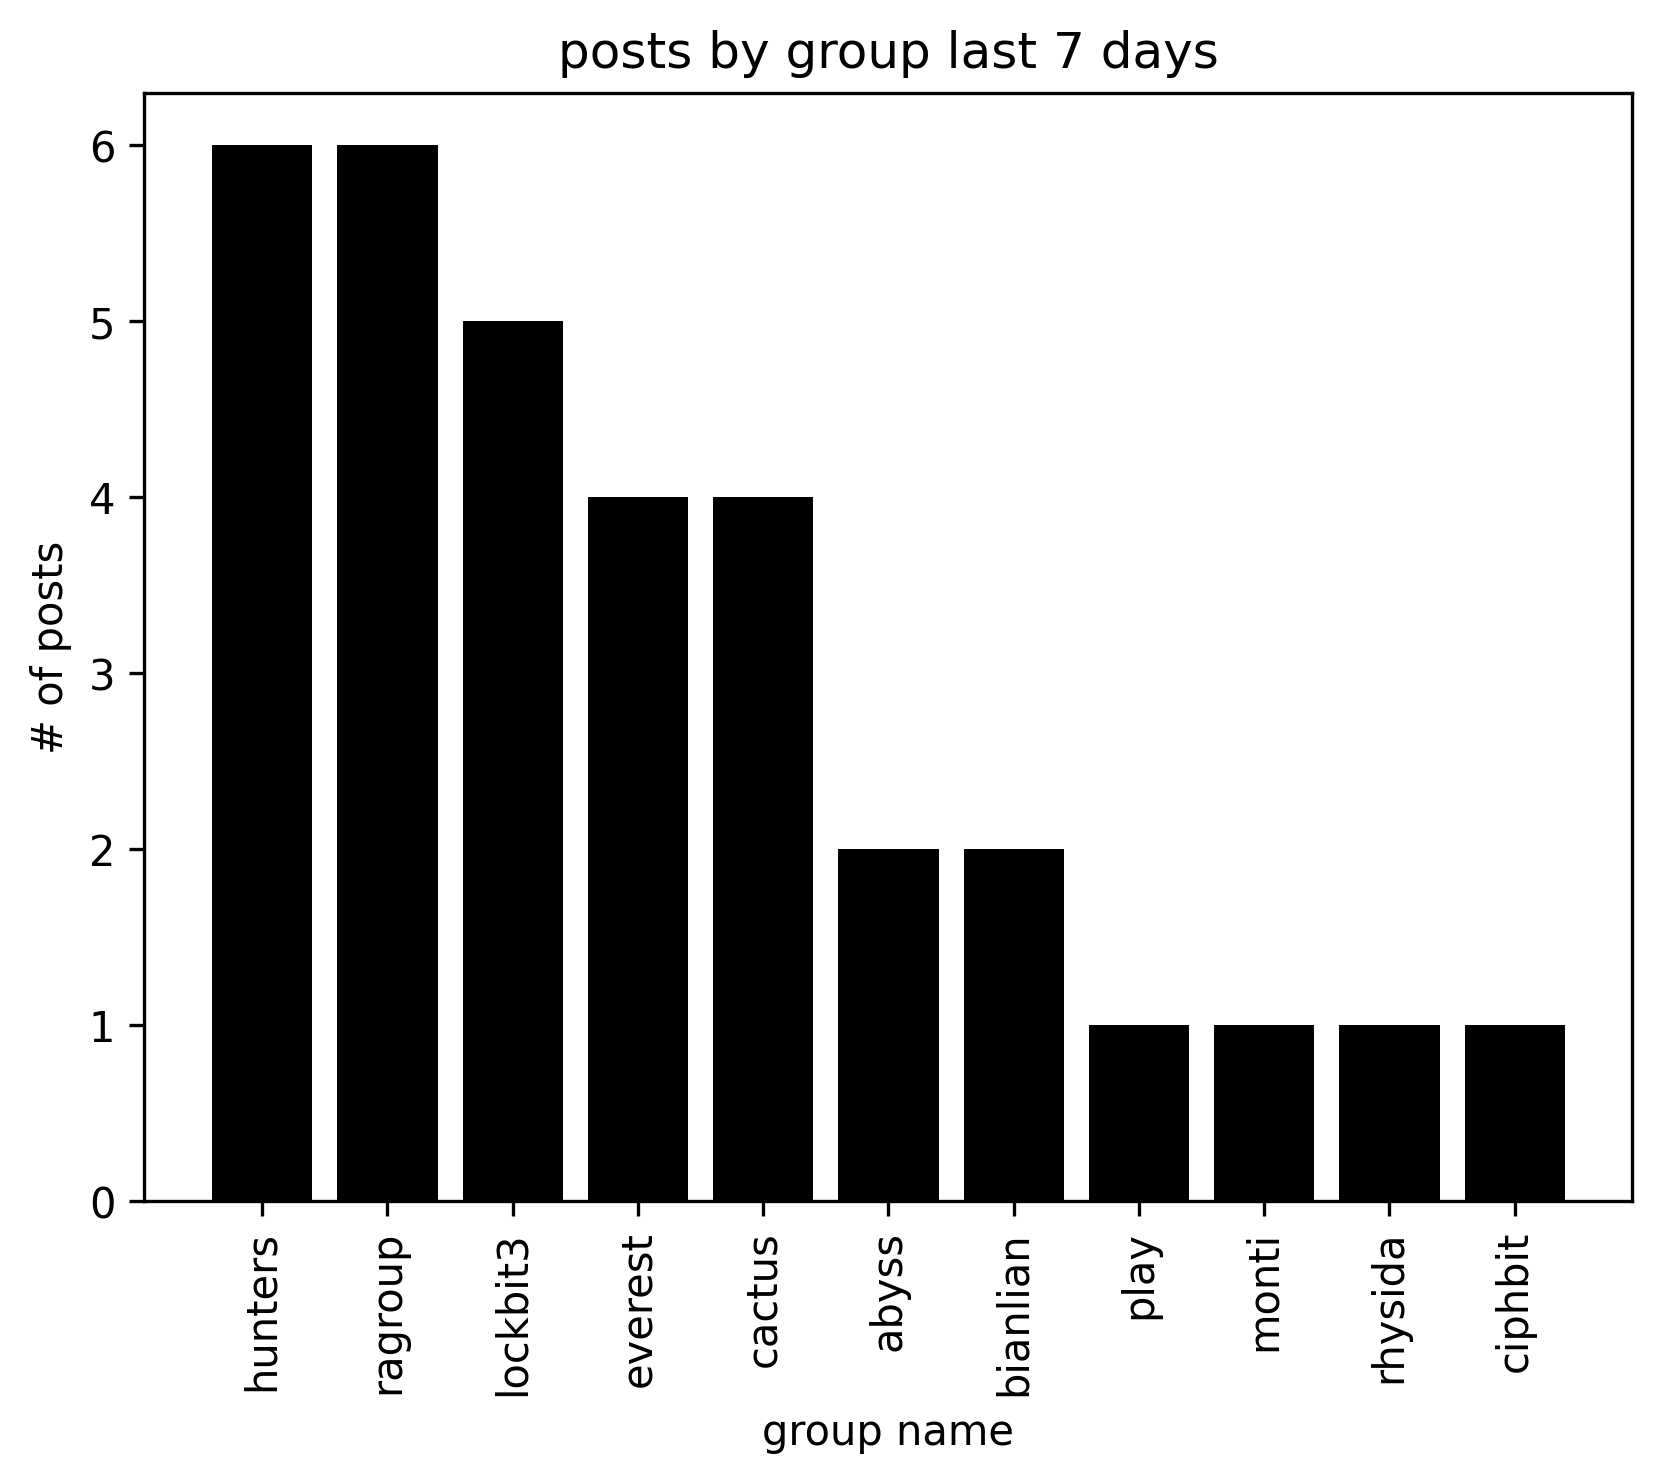 posts by group last 7 days
# of posts
6
5
4
3
2
1
0
hunters
ragroup
lockbit3
everest
cactus
abyss
bianlian
play
monti
rhysida
ciphbit
group name